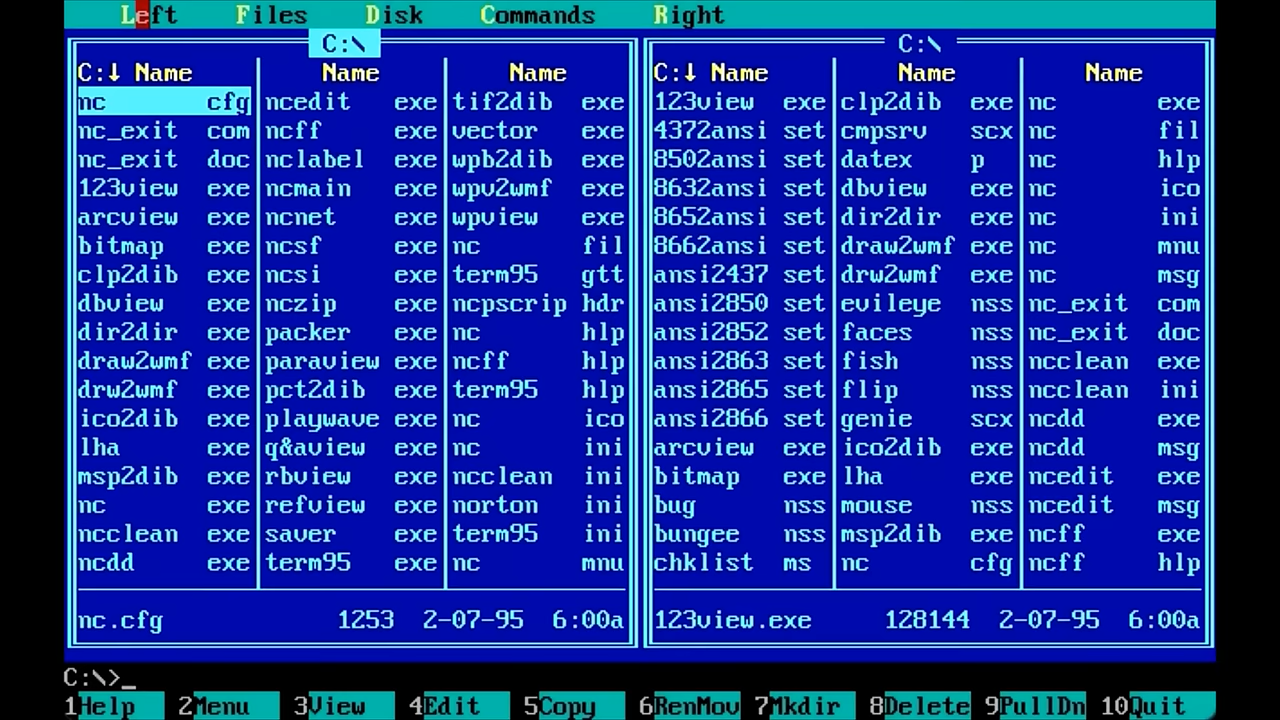 Left Files Disk Commands Right
C:\ C:\
C:↓ Name Name Name C:↓ Name Name Name
nc cfg ncedit exe tif2dib exe 123view exe clp2dib exe nc exe
nc_exit com ncff exe vector exe 4372ansi set cmpsrv scx nc fil
nc_exit doc nclabel exe wpb2dib exe 8502ansi set datex p nc hlp
123view exe ncmain exe wpv2wmf exe 8632ansi set dbview exe nc ico
arcview exe ncnet exe wpview exe 8652ansi set dir2dir exe nc ini
bitmap exe ncsf exe nc fil 8662ansi set draw2wmf exe nc mnu
clp2dib exe ncsi exe term95 gtt ansi2437 set drw2wmf exe nc msg
dbview exe nczip exe ncpscrip hdr ansi2850 set evileye nss nc_exit com
dir2dir exe packer exe nc hlp ansi2852 set faces nss nc_exit doc
draw2wmf exe paraview exe ncff hlp ansi2863 set fish nss ncclean exe
drw2wmf exe pct2dib exe term95 hlp ansi2865 set flip nss ncclean ini
ico2dib exe playwave exe nc ico ansi2866 set genie scx ncdd exe
lha exe q&aview exe nc ini arcview exe ico2dib exe ncdd msg
msp2dib exe rbview exe ncclean ini bitmap exe lha exe ncedit exe
nc exe refview exe norton ini bug nss mouse nss ncedit msg
ncclean exe saver exe term95 ini bungee nss msp2dib exe ncff exe
ncdd exe term95 exe nc mnu chklist ms nc cfg ncff hlp
nc.cfg 1253 2-07-95 6:00a 123view.exe 128144 2-07-95 6:00a
C:\>_
1Help 2Menu 3View 4Edit 5Copy 6RenMov 7Mkdir 8Delete 9PullDn 10Quit